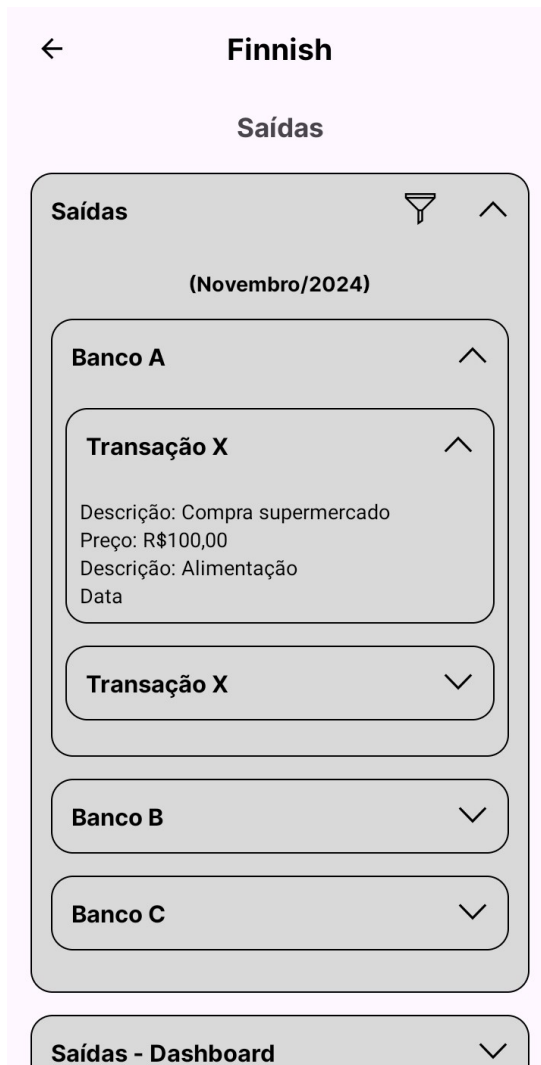 Finnish
Saídas
Saídas
(Novembro/2024)
Banco A
Transação X
Descrição: Compra supermercado
Preço: R$100,00
Descrição: Alimentação
Data
Transação X
Banco B
Banco C
Saídas - Dashboard